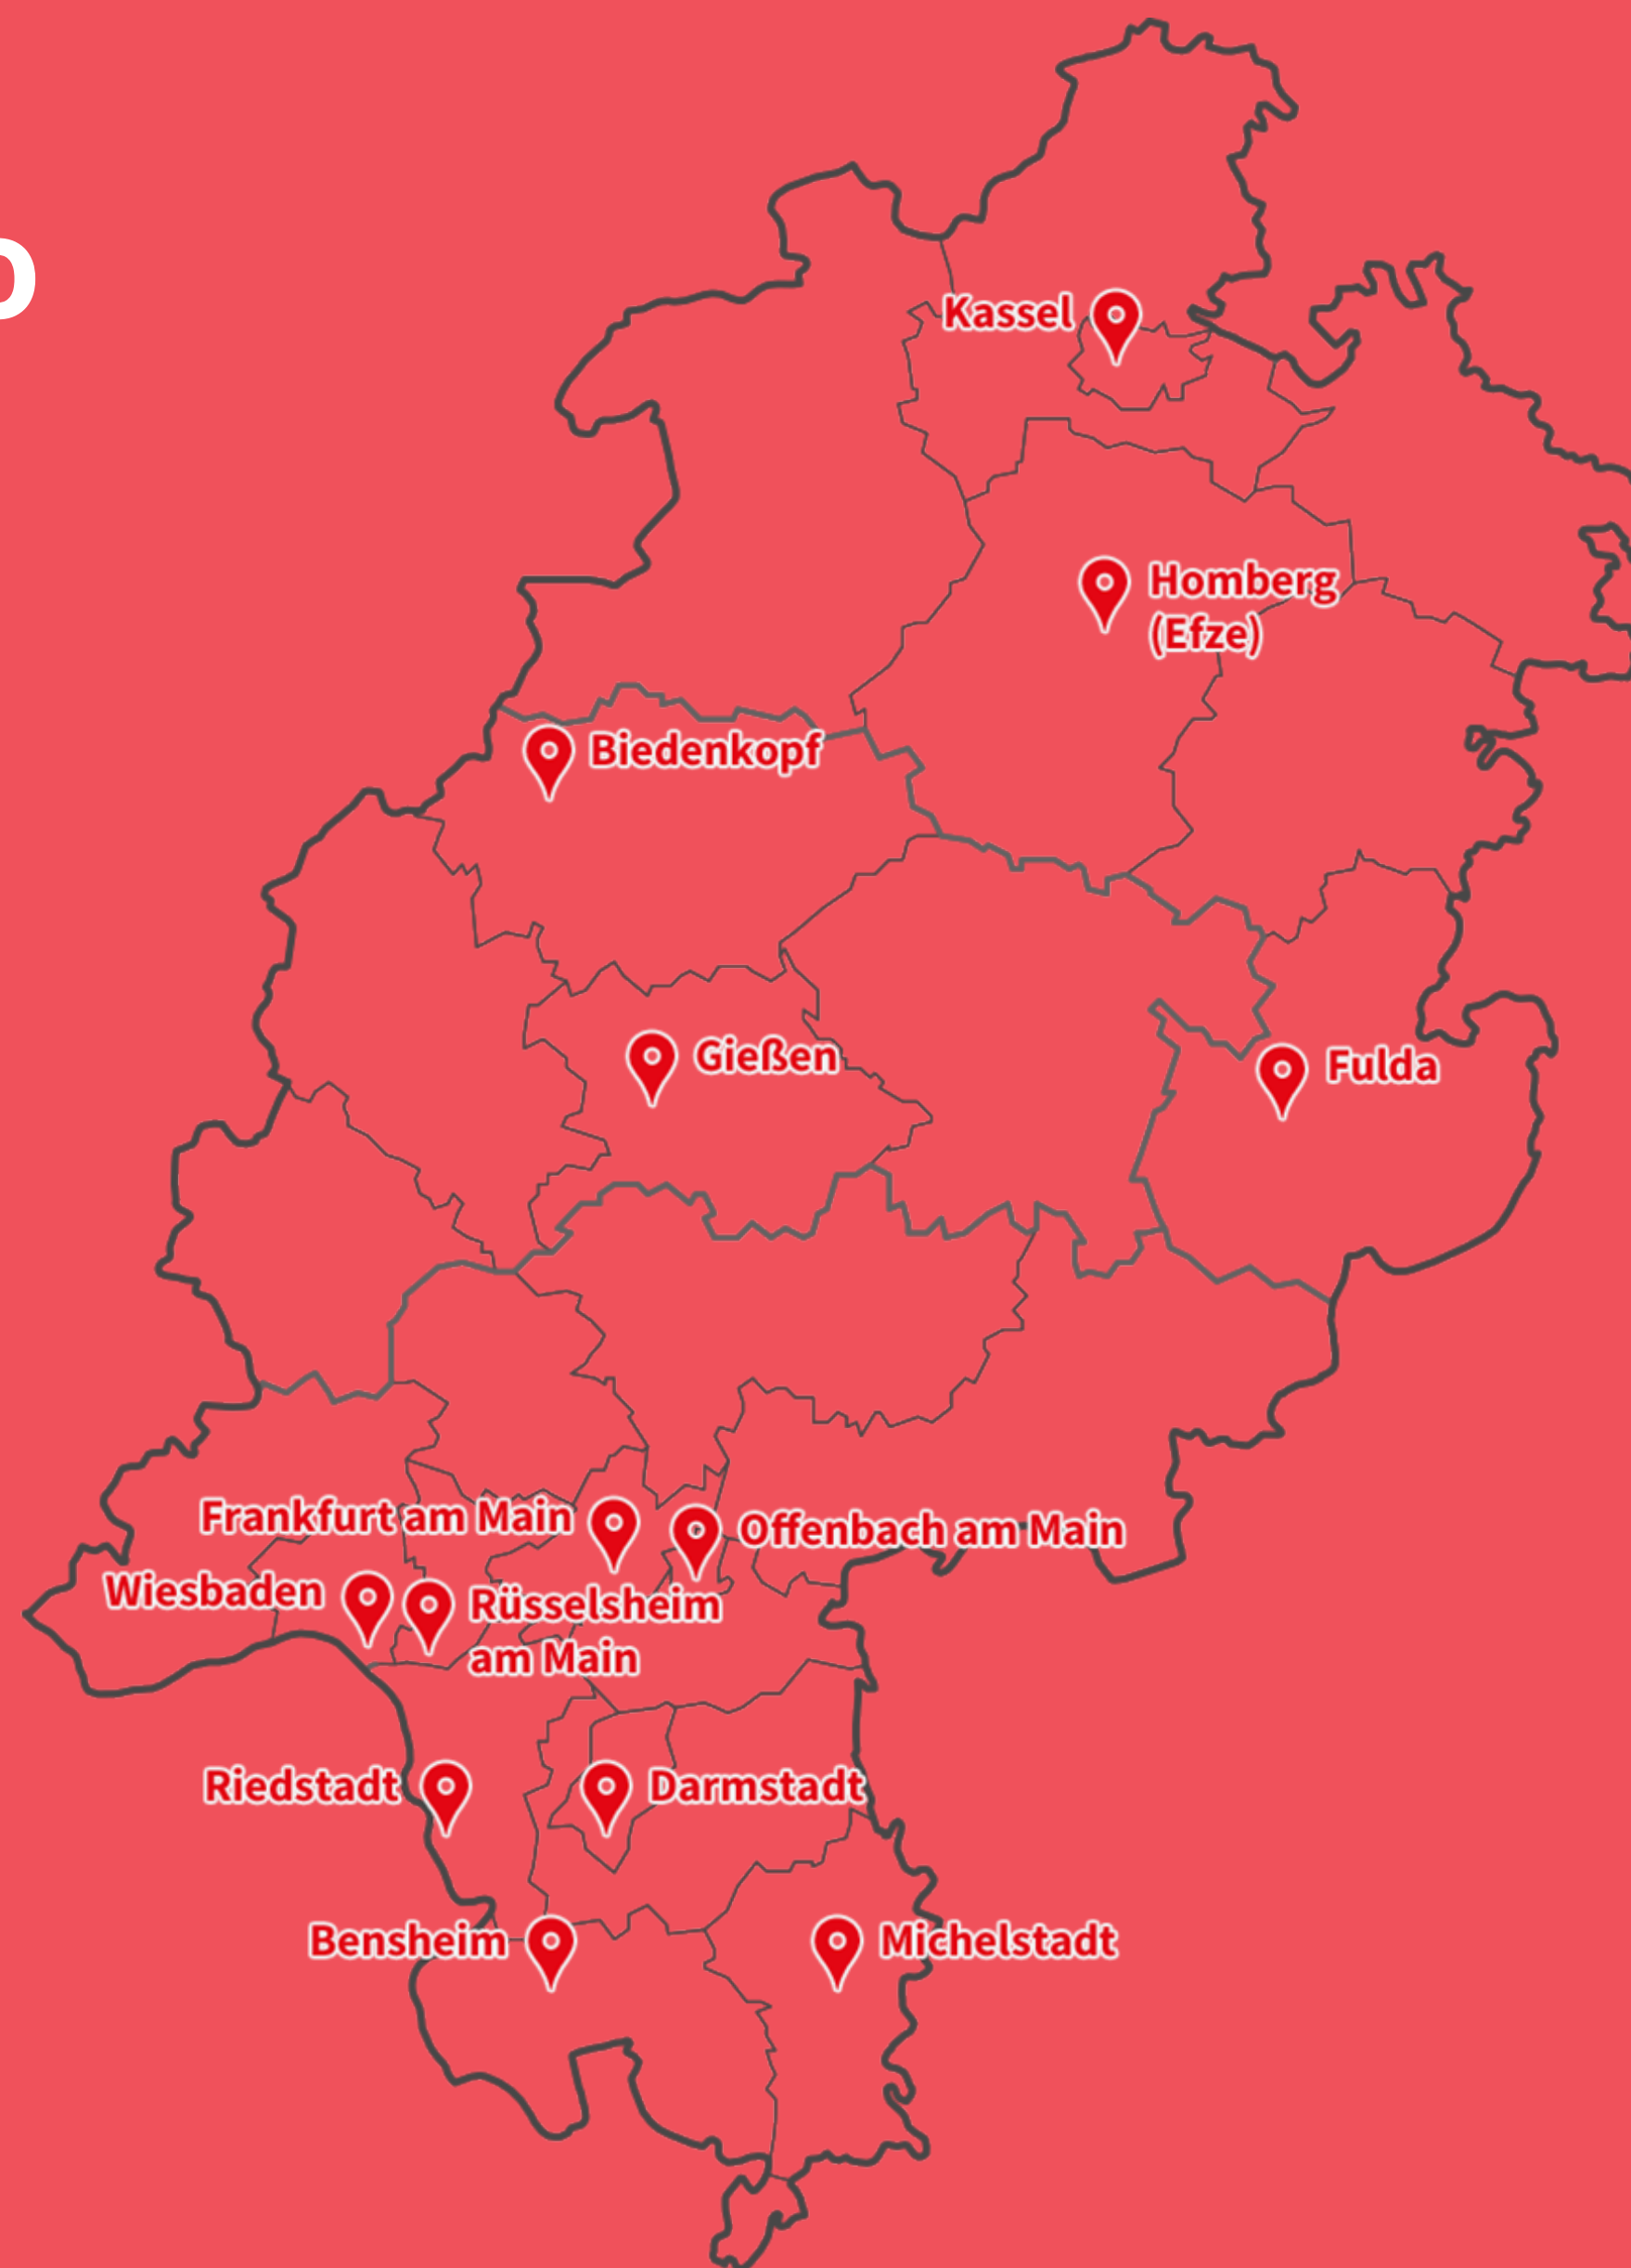 Kassel
Homberg
(Efze)
Biedenkopf
Gießen
Fulda
Frankfurt am Main
Offenbach am Main
Wiesbaden
Rüsselsheim
am Main
Riedstadt
Darmstadt
Bensheim
Michelstadt